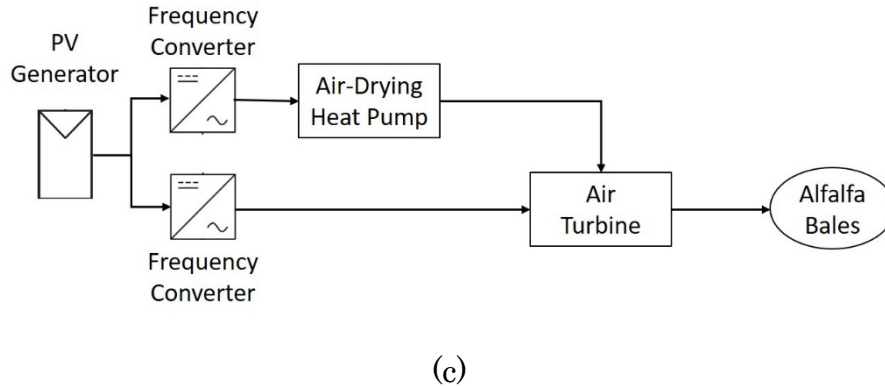 PV
Generator
Frequency
Converter
Air-Drying
Heat Pump
Frequency
Converter
Air
Turbine
Alfalfa
Bales
(c)